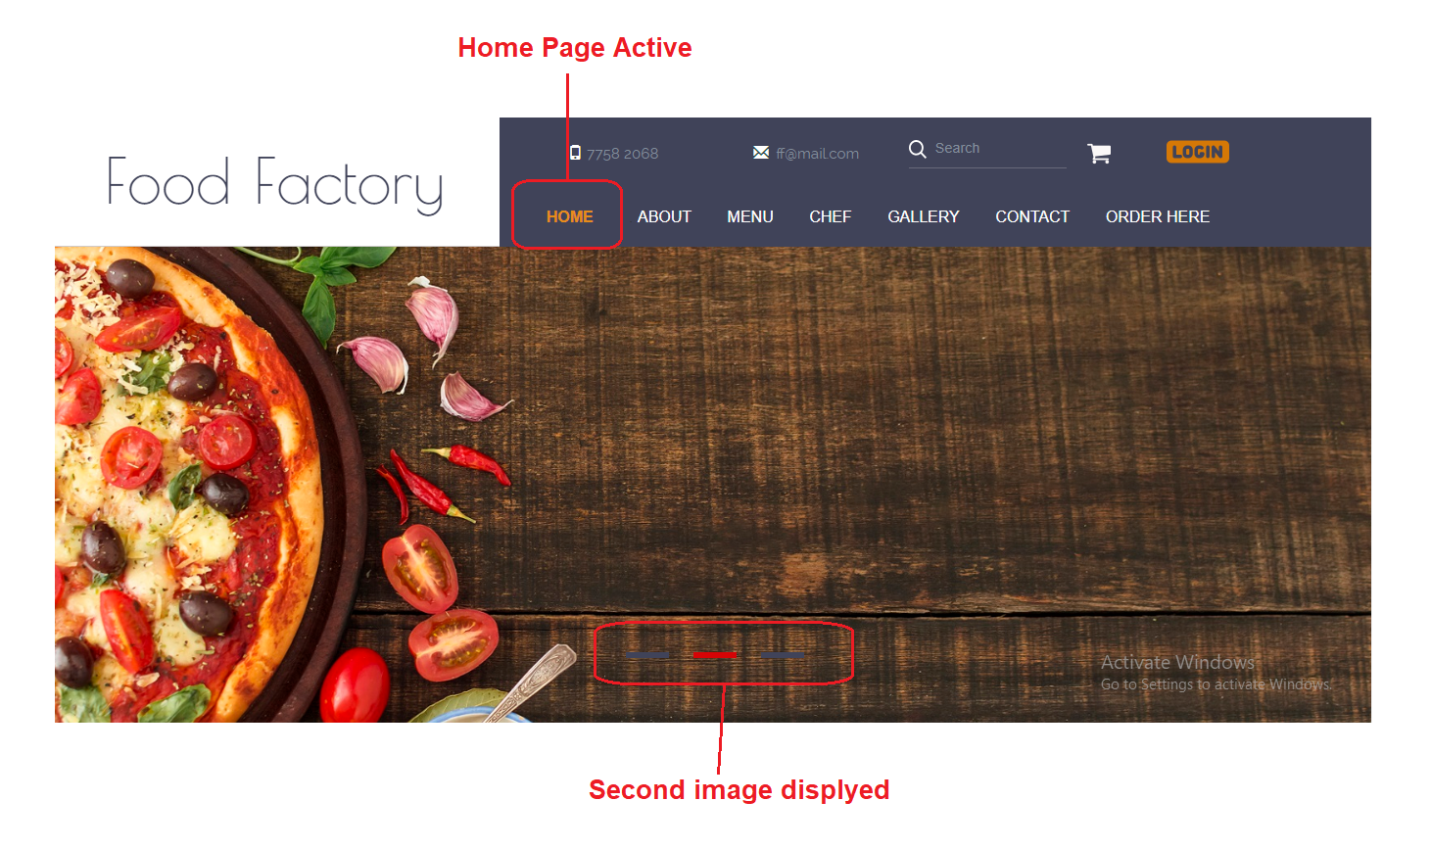 Home Page Active
Food Factory
7758 2068
ff@mail.com
Search
LOGIN
HOME
ABOUT
MENU
CHEF
GALLERY
CONTACT
ORDER HERE
Activate Windows
Go to Settings to activate Windows.
Second image displyed